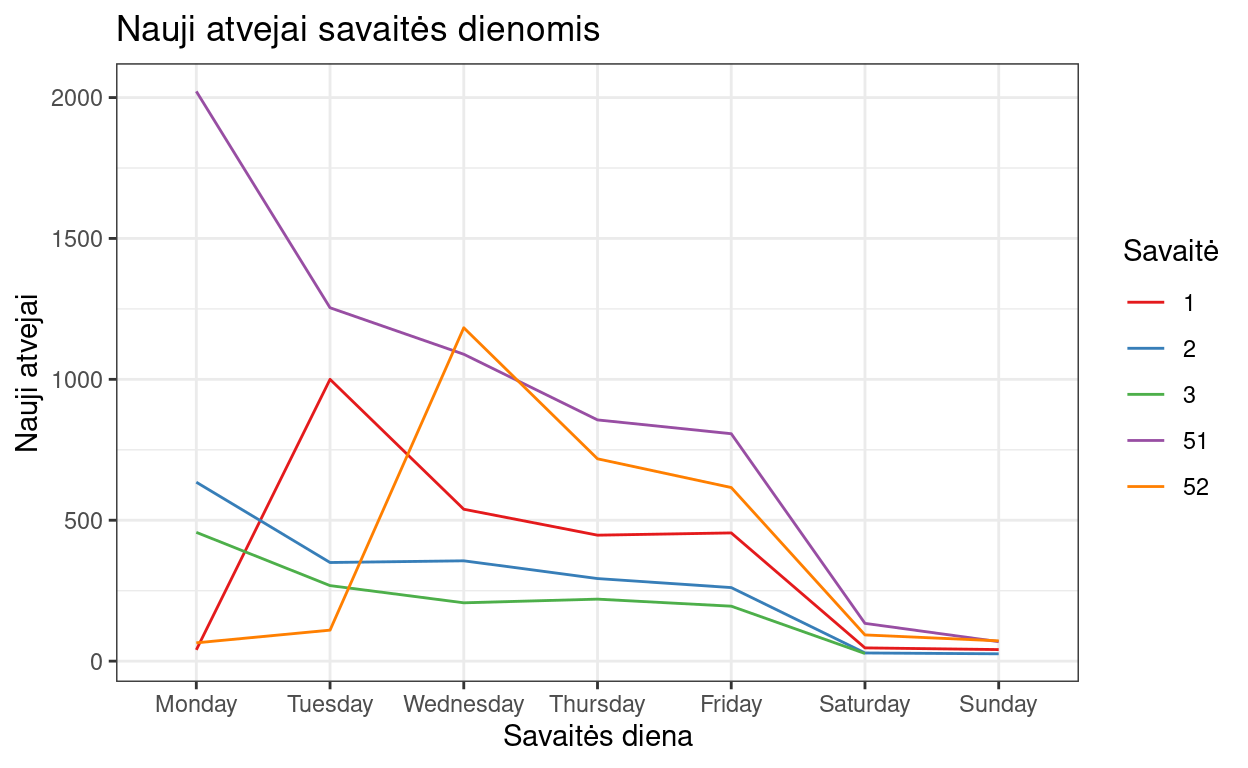 Nauji atvejai savaitės dienomis
2000
1500
1000
500
0
Nauji atvejai
Monday Tuesday Wednesday Thursday Friday Saturday Sunday
Savaitės diena
Savaitė
1
2
3
51
52